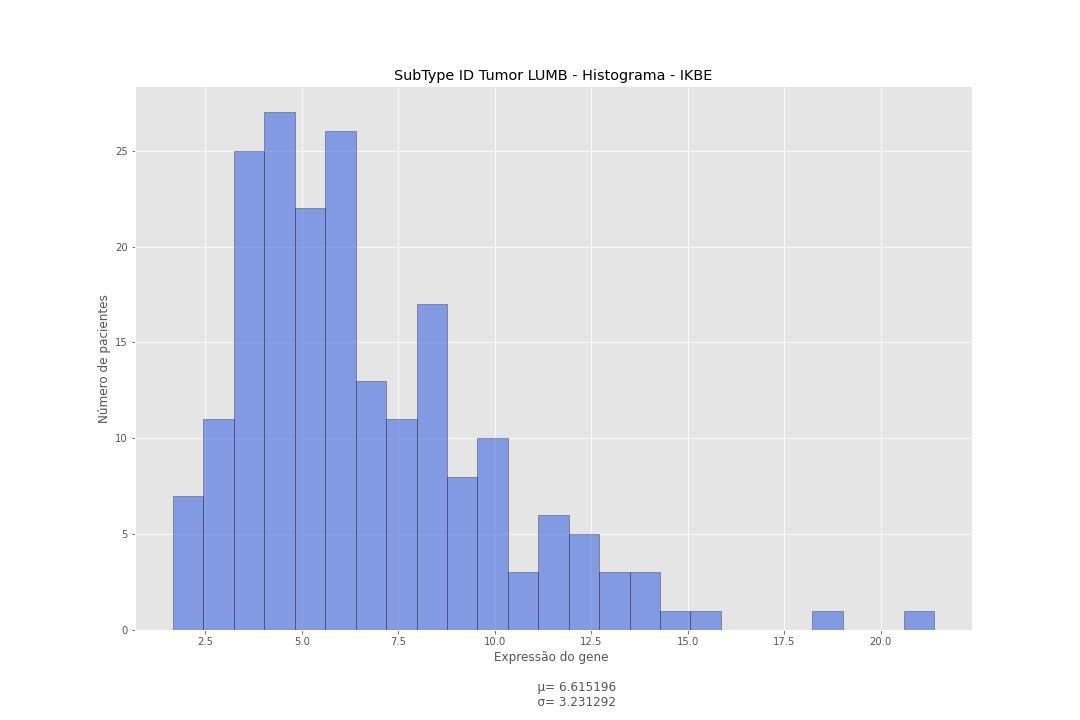 SubType ID Tumor LUMB - Histograma - IKBE
25
20
15
10
5
0
Número de pacientes
2.5 5.0 7.5 10.0 12.5 15.0 17.5 20.0
Expressão do gene
μ= 6.615196
σ= 3.231292